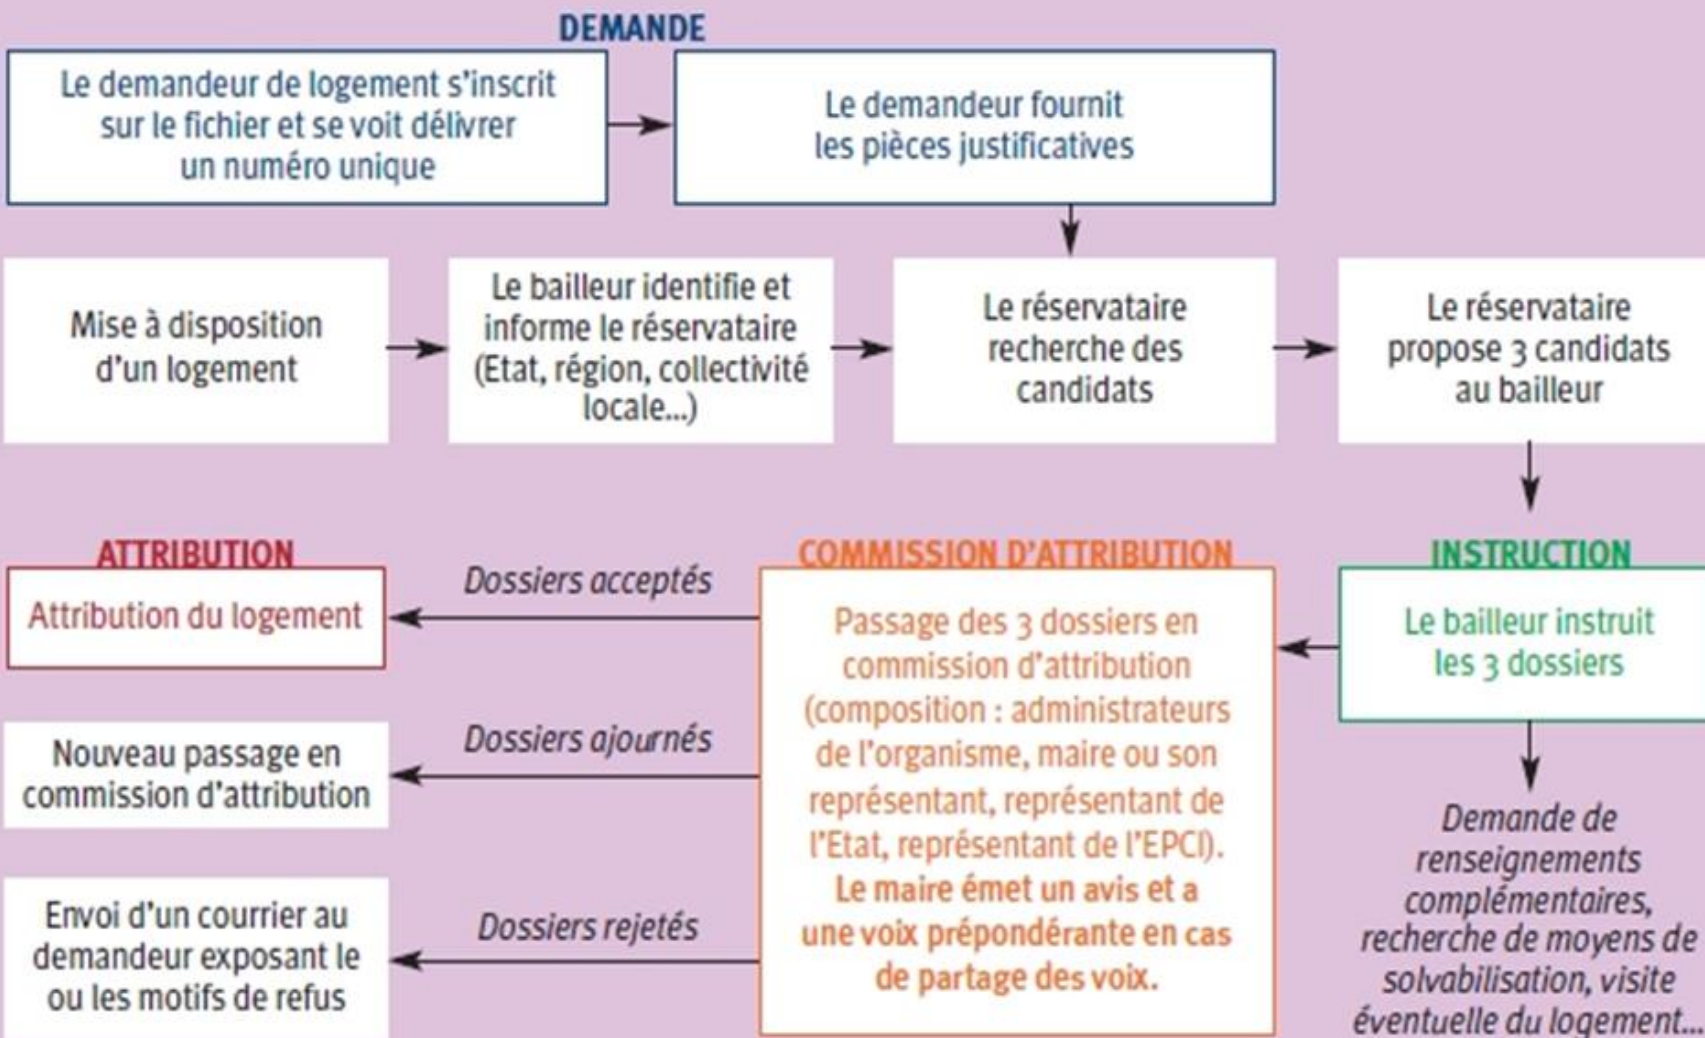 DEMANDE
Le demandeur de logement s'inscrit
sur le fichier et se voit délivrer
un numéro unique
Le demandeur fournit
les pièces justificatives
Mise à disposition
d'un logement
Le bailleur identifie et
informe le réservataire
(Etat, région, collectivité
locale...)
Le réservataire
recherche des
candidats
Le réservataire
propose 3 candidats
au bailleur
INSTRUCTION
Le bailleur instruit
les 3 dossiers
Demande de
renseignements
complémentaires,
recherche de moyens de
solvabilisation, visite
éventuelle du logement...
COMMISSION D'ATTRIBUTION
Passage des 3 dossiers en
commission d'attribution
(composition : administrateurs
de l'organisme, maire ou son
représentant, représentant de
l'Etat, représentant de l'EPCI).
Le maire émet un avis et a
une voix prépondérante en cas
de partage des voix.
Dossiers acceptés
ATTRIBUTION
Attribution du logement
Dossiers ajournés
Nouveau passage en
commission d'attribution
Dossiers rejetés
Envoi d'un courrier au
demandeur exposant le
ou les motifs de refus